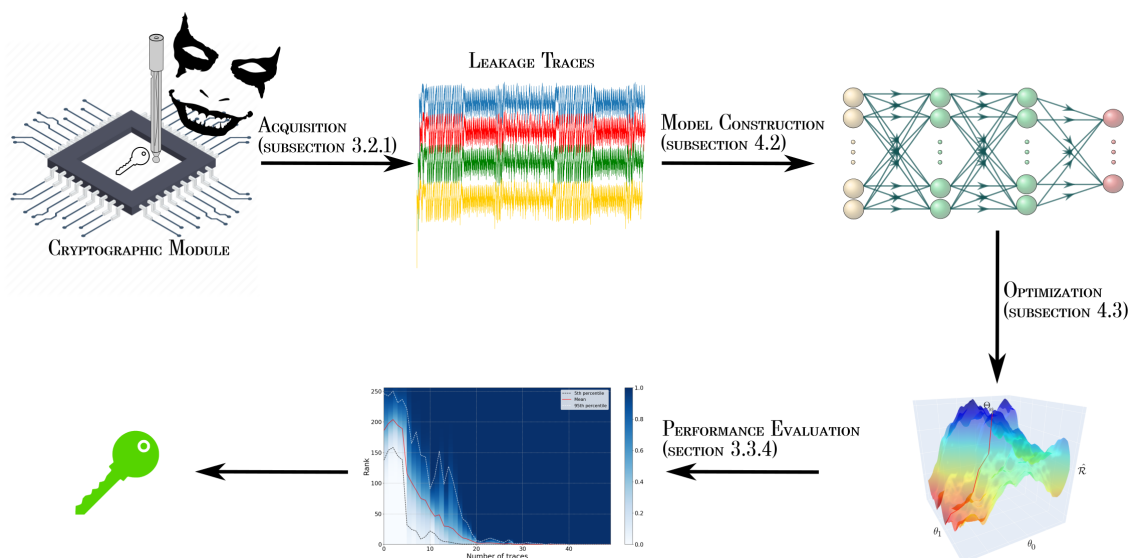 Leakage Traces
Acquisition
(subsection 3.2.1)
Model Construction
(subsection 4.2)
Cryptographic Module
Optimization
(subsection 4.3)
Performance Evaluation
(section 3.3.4)
250
200
150
100
50
0
Rank
0 10 20 30 40
Number of traces
5th percentile
Mean
95th percentile
1.0
0.8
0.6
0.4
0.2
0.0
Θ
θ₁
θ₀